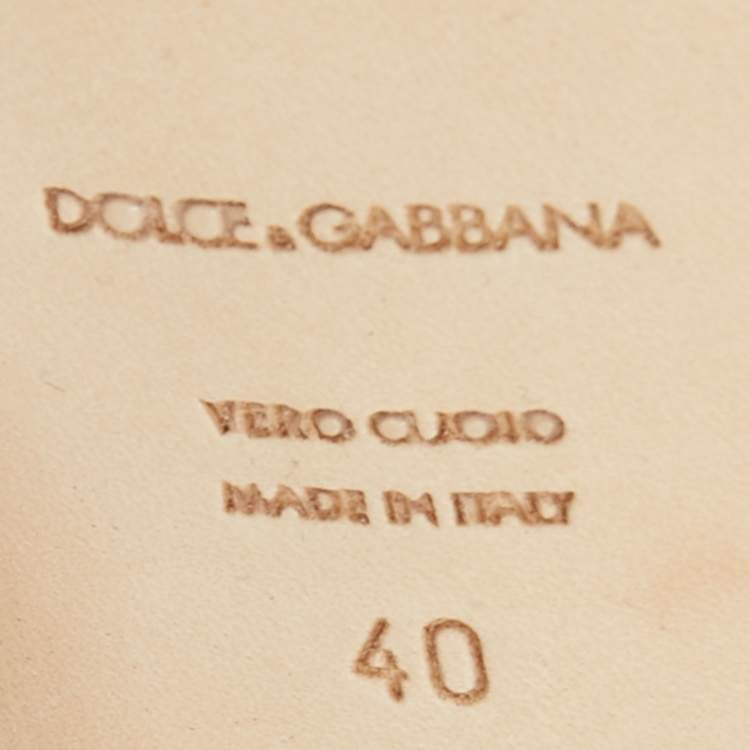 DOLCE & GABBANA
VERO CUOIO
MADE IN ITALY
40